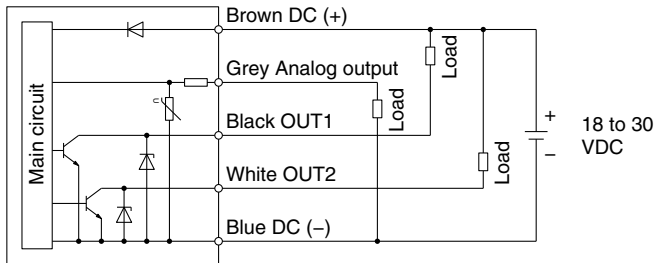 Brown DC (+)
Load
Grey Analog output
Load
Main circuit
Black OUT1
+
18 to 30
VDC
−
Load
White OUT2
Blue DC (−)